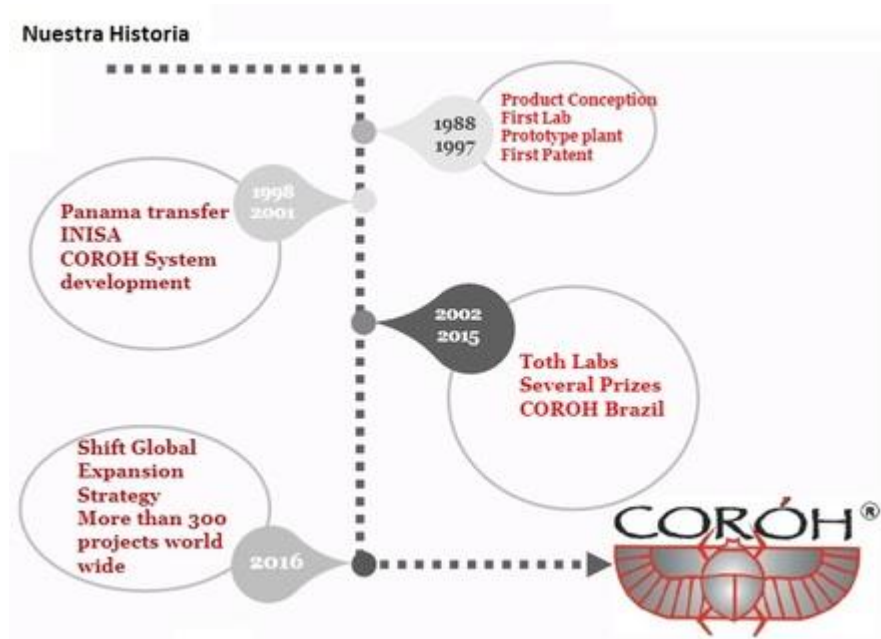 Nuestra Historia
1988
1997
Product Conception
First Lab
Prototype plant
First Patent
1998
2001
Panama transfer
INISA
COROH System
development
2002
2015
Toth Labs
Several Prizes
COROH Brazil
Shift Global
Expansion
Strategy
More than 300
projects world
wide
2016
CORÓH®